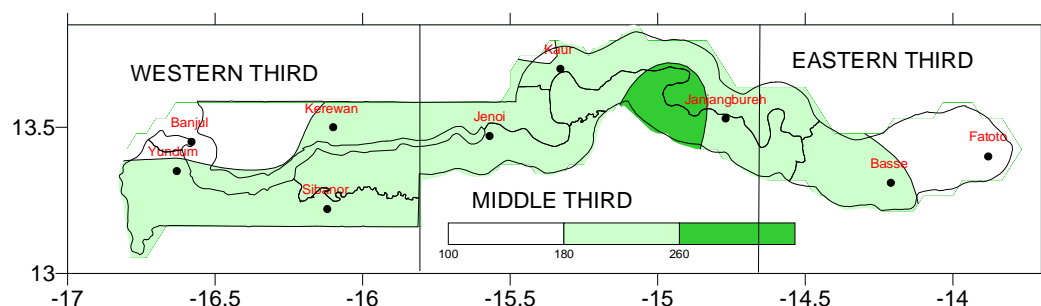 WESTERN THIRD
EASTERN THIRD
Kaur
Janjangbureh
Kerewan
Banjul
Jenoi
Yundum
Sibanor
Fatoto
Basse
13.5
MIDDLE THIRD
100 180 260
13
-17 -16.5 -16 -15.5 -15 -14.5 -14